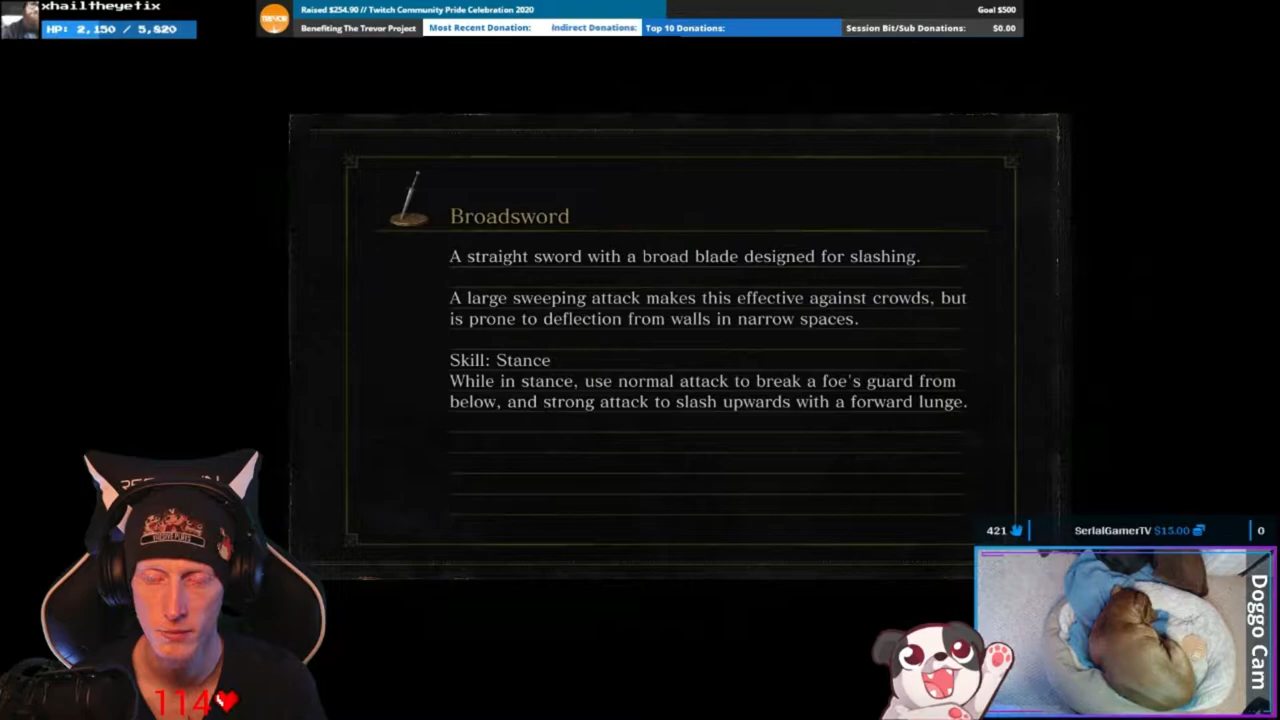 xhailtheyetix
HP: 2,150 / 5,820
TREVOR
Raised $254.90 // Twitch Community Pride Celebration 2020
Goal $500
Benefiting The Trevor Project
Most Recent Donation:
Indirect Donations:
Top 10 Donations:
Session Bit/Sub Donations:
$0.00
Broadsword
A straight sword with a broad blade designed for slashing.
A large sweeping attack makes this effective against crowds, but
is prone to deflection from walls in narrow spaces.
Skill: Stance
While in stance, use normal attack to break a foe's guard from
below, and strong attack to slash upwards with a forward lunge.
421
SerialGamerTV $15.00
0
Doggo Cam
114